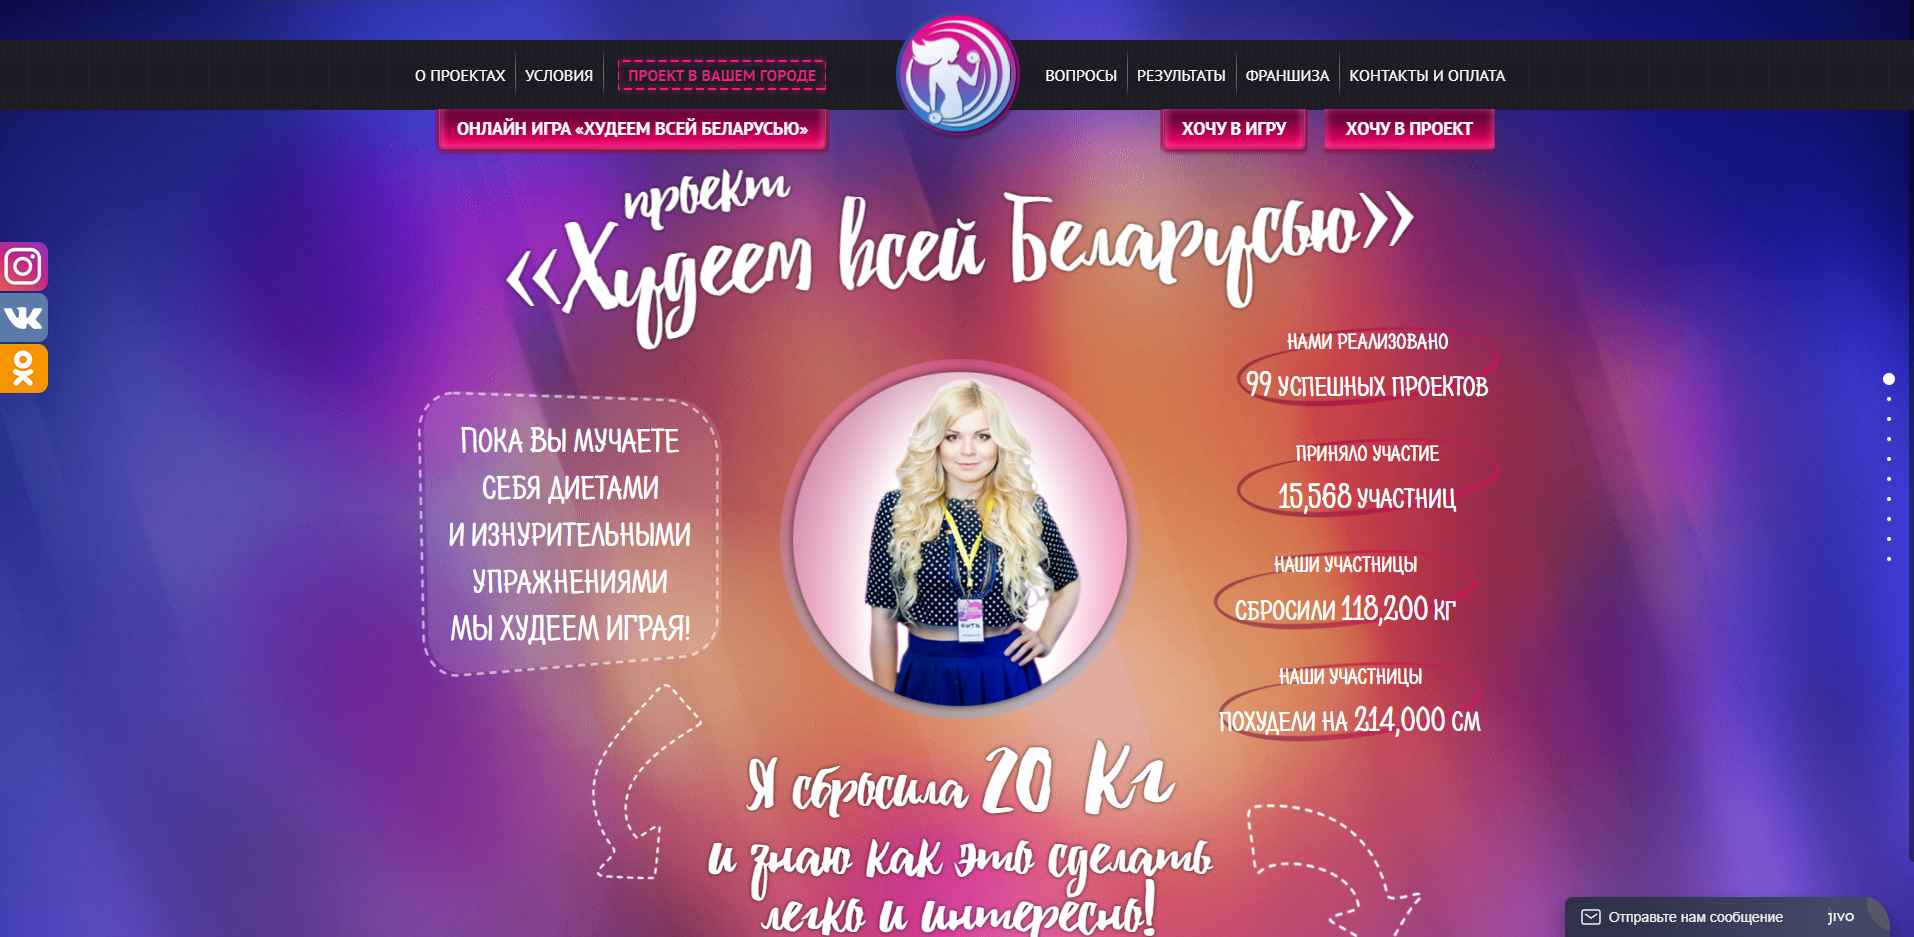 О ПРОЕКТАХ
УСЛОВИЯ
ПРОЕКТ В ВАШЕМ ГОРОДЕ
ВОПРОСЫ
РЕЗУЛЬТАТЫ
ФРАНШИЗА
КОНТАКТЫ И ОПЛАТА
ОНЛАЙН ИГРА «ХУДЕЕМ ВСЕЙ БЕЛАРУСЬЮ»
ХОЧУ В ИГРУ
ХОЧУ В ПРОЕКТ
проект
«Худеем всей Беларусью»
ПОКА ВЫ МУЧАЕТЕ
СЕБЯ ДИЕТАМИ
И ИЗНУРИТЕЛЬНЫМИ
УПРАЖНЕНИЯМИ
МЫ ХУДЕЕМ ИГРАЯ!
НАМИ РЕАЛИЗОВАНО
99 УСПЕШНЫХ ПРОЕКТОВ
ПРИНЯЛО УЧАСТИЕ
15,568 УЧАСТНИЦ
НАШИ УЧАСТНИЦЫ
СБРОСИЛИ 118,200 КГ
НАШИ УЧАСТНИЦЫ
ПОХУДЕЛИ НА 214,000 СМ
Я сбросила 20 Кг
и знаю как это сделать
легко и интересно!
Отправьте нам сообщение
jivo